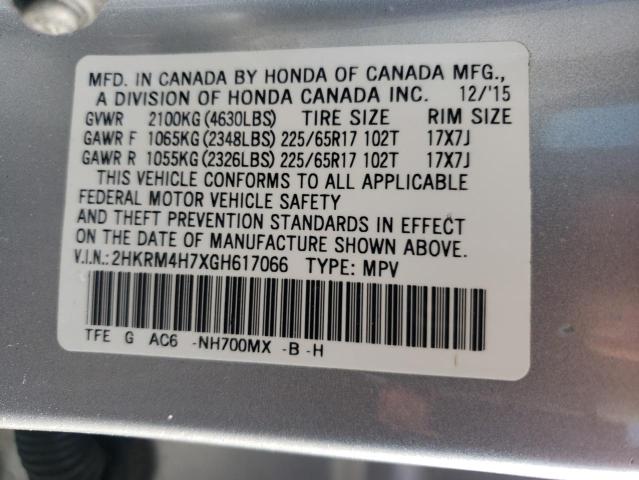 MFD. IN CANADA BY HONDA OF CANADA MFG.,
A DIVISION OF HONDA CANADA INC. 12/'15
GVWR 2100KG (4630LBS) TIRE SIZE RIM SIZE
GAWR F 1065KG (2348LBS) 225/65R17 102T 17X7J
GAWR R 1055KG (2326LBS) 225/65R17 102T 17X7J
THIS VEHICLE CONFORMS TO ALL APPLICABLE
FEDERAL MOTOR VEHICLE SAFETY
AND THEFT PREVENTION STANDARDS IN EFFECT
ON THE DATE OF MANUFACTURE SHOWN ABOVE.
V.I.N.: 2HKRM4H7XGH617066 TYPE: MPV
TFE G AC6 -NH700MX -B -H